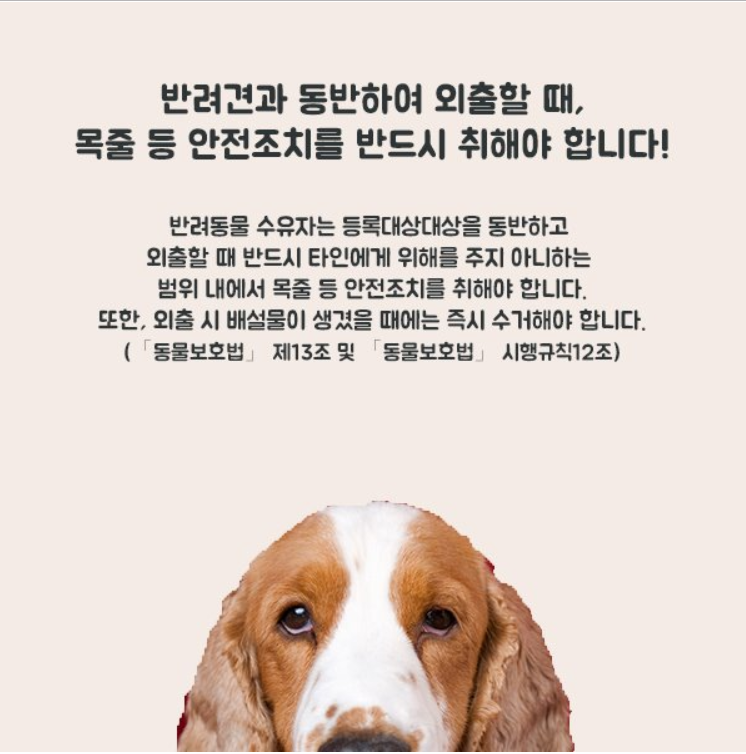 반려견과 동반하여 외출할 때,
목줄 등 안전조치를 반드시 취해야 합니다!
반려동물 수유자는 등록대상대상을 동반하고
외출할 때 반드시 타인에게 위해를 주지 아니하는
범위 내에서 목줄 등 안전조치를 취해야 합니다.
또한, 외출 시 배설물이 생겼을 때에는 즉시 수거해야 합니다.
(「동물보호법」 제13조 및 「동물보호법」 시행규칙12조)